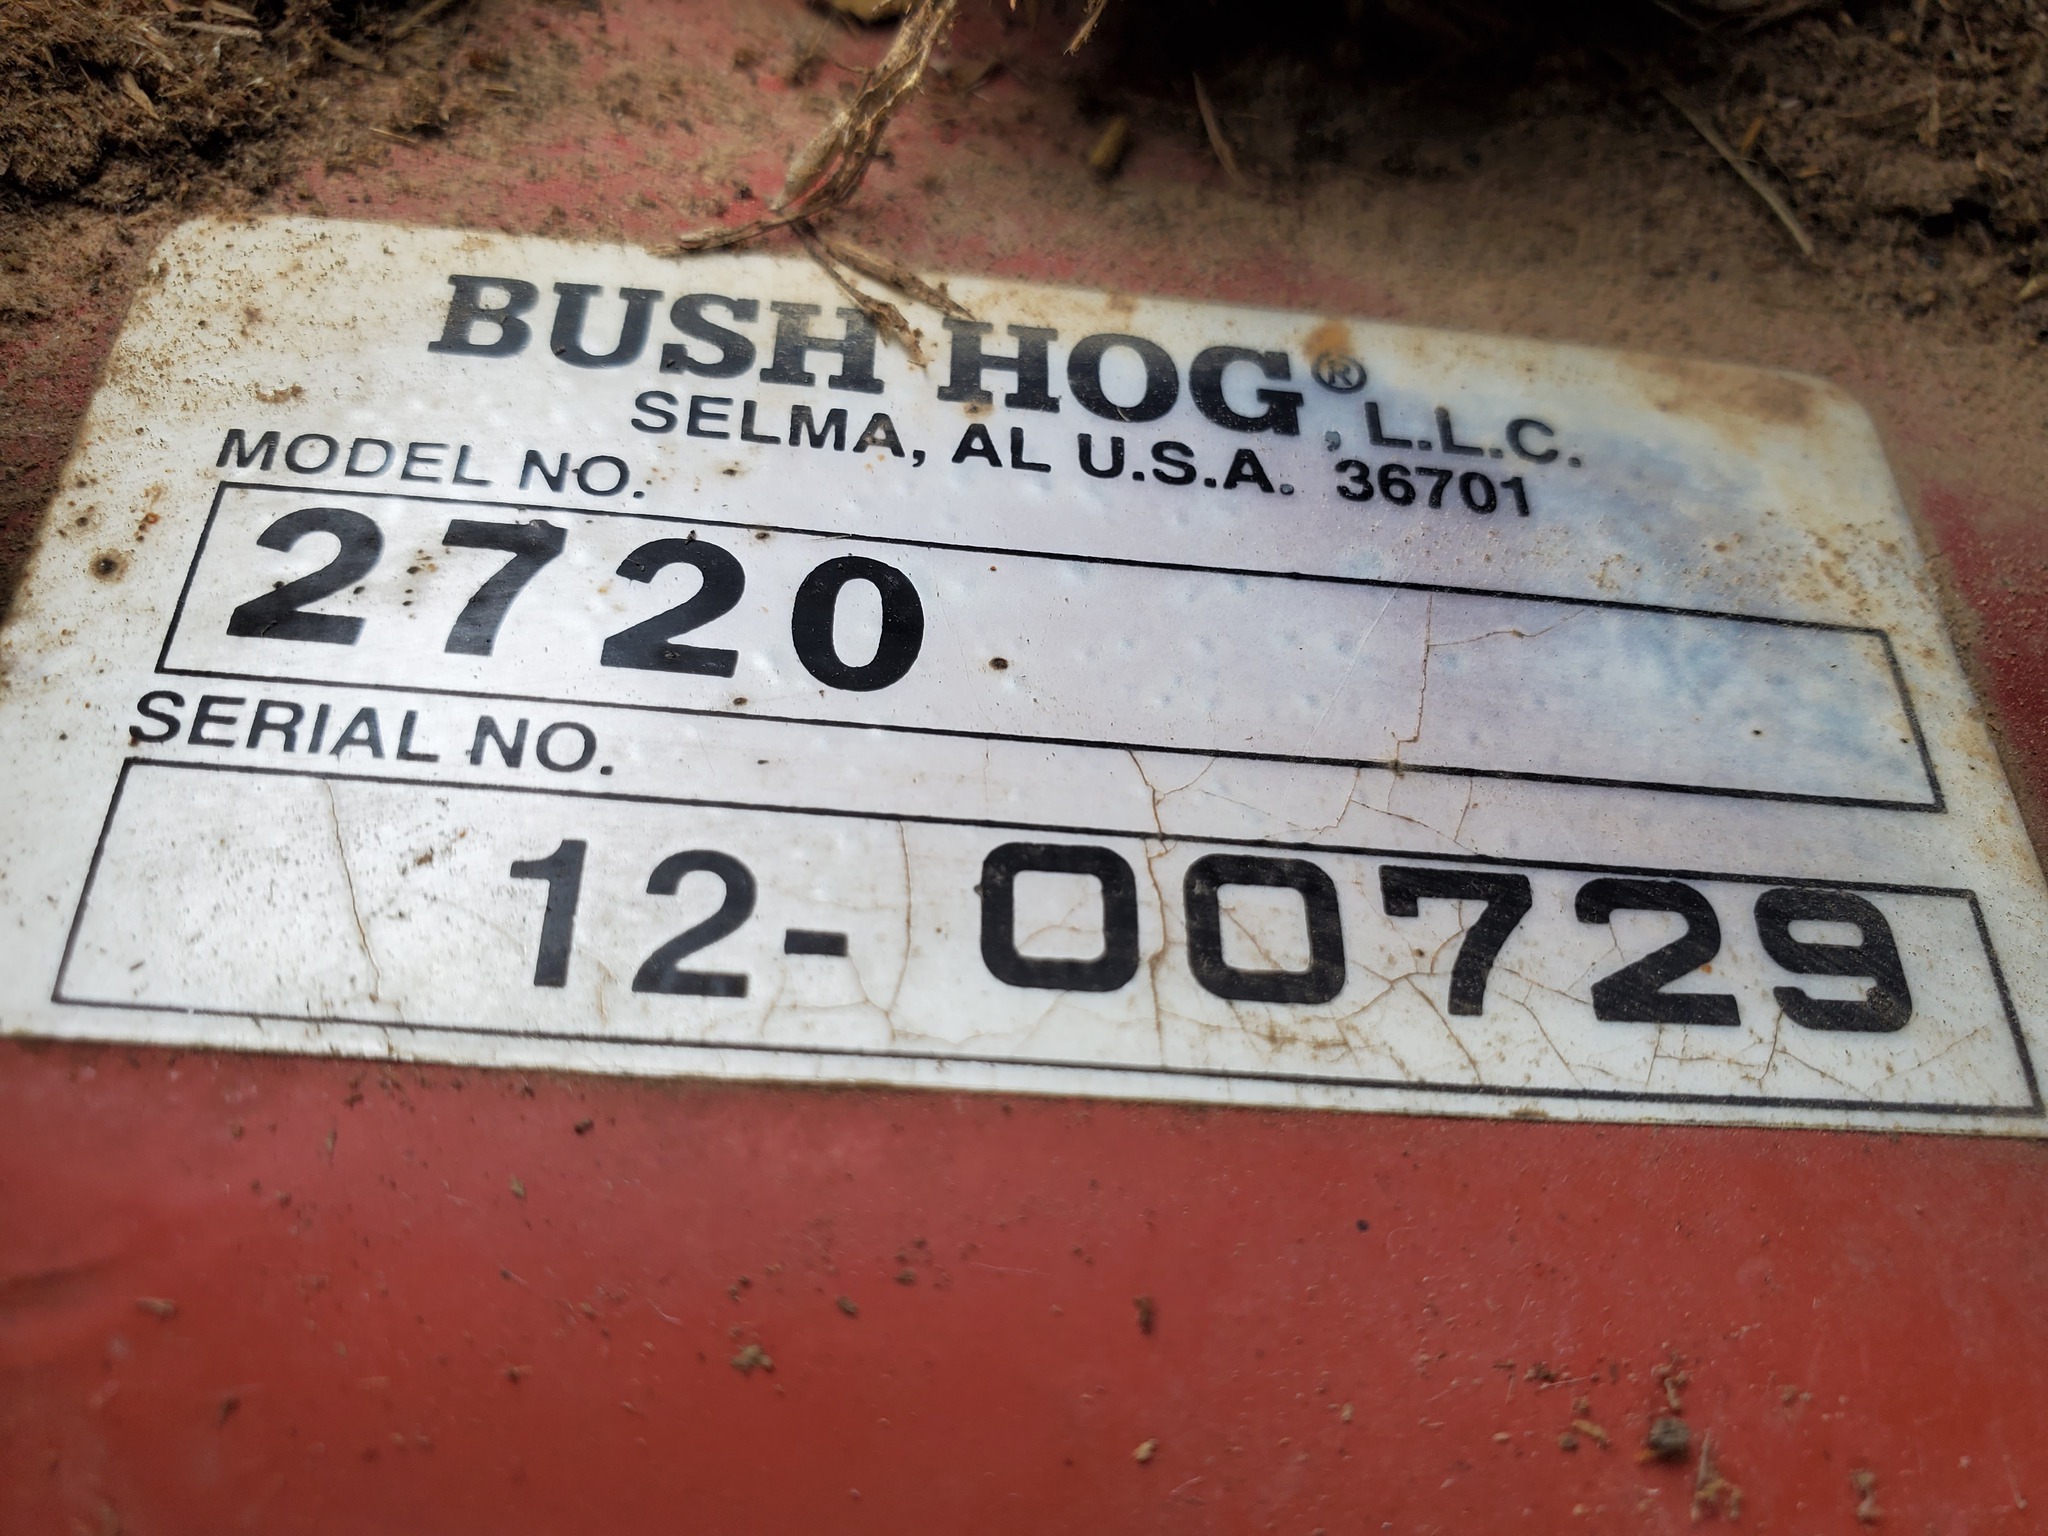 BUSH HOG®, L.L.C.
SELMA, AL U.S.A. 36701
MODEL NO.
2720
SERIAL NO.
12-00729